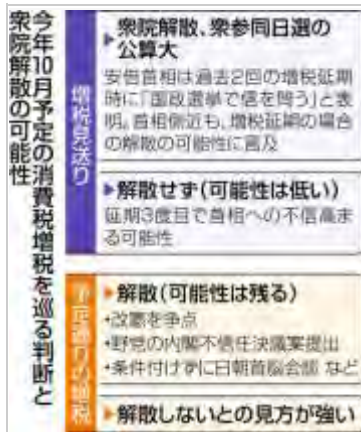 今年10月予定の消費税増税を巡る判断と
衆院解散の可能性
増税見送り
▶衆院解散、衆参同日選の
公算大
安倍首相は過去2回の増税延期
時に「国政選挙で信を問う」と表
明。首相側近も、増税延期の場合
の解散の可能性に言及
▶解散せず(可能性は低い)
延期3度目で首相への不信高ま
る可能性
予定通りの増税
▶解散(可能性は残る)
・改憲を争点
・野党の内閣不信任決議案提出
・条件付けずに日朝首脳会談 など
▶解散しないとの見方が強い